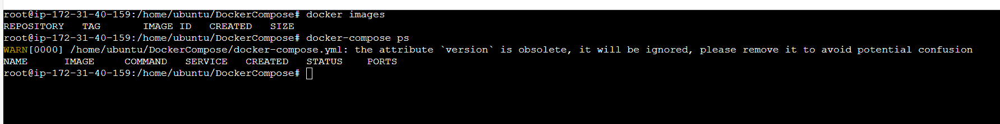 root@ip-172-31-40-159:/home/ubuntu/DockerCompose# docker images
REPOSITORY   TAG       IMAGE ID   CREATED   SIZE
root@ip-172-31-40-159:/home/ubuntu/DockerCompose# docker-compose ps
WARN[0000] /home/ubuntu/DockerCompose/docker-compose.yml: the attribute `version` is obsolete, it will be ignored, please remove it to avoid potential confusion
NAME      IMAGE     COMMAND   SERVICE   CREATED   STATUS    PORTS
root@ip-172-31-40-159:/home/ubuntu/DockerCompose#